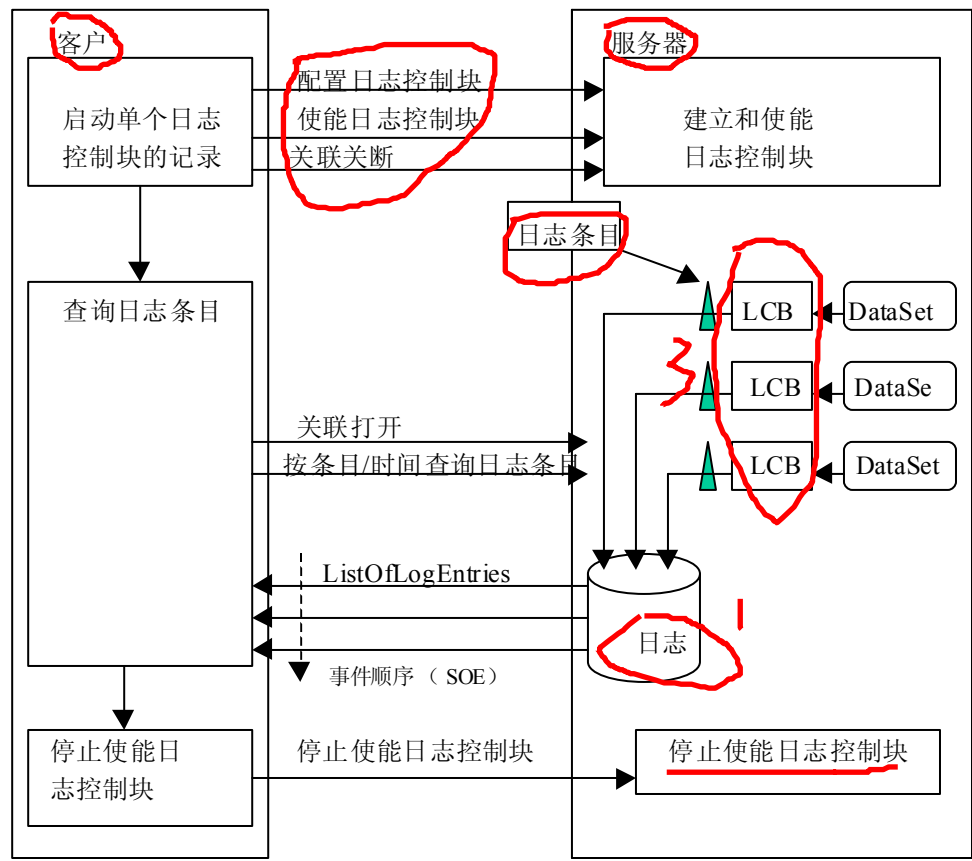 客户
服务器
配置日志控制块
启动单个日志
控制块的记录
使能日志控制块
关联关断
建立和使能
日志控制块
日志条目
查询日志条目
LCB
DataSet
3
LCB
DataSe
关联打开
按条目/时间查询日志条目
LCB
DataSet
ListOfLogEntries
1
日志
事件顺序（ SOE）
停止使能日
志控制块
停止使能日志控制块
停止使能日志控制块